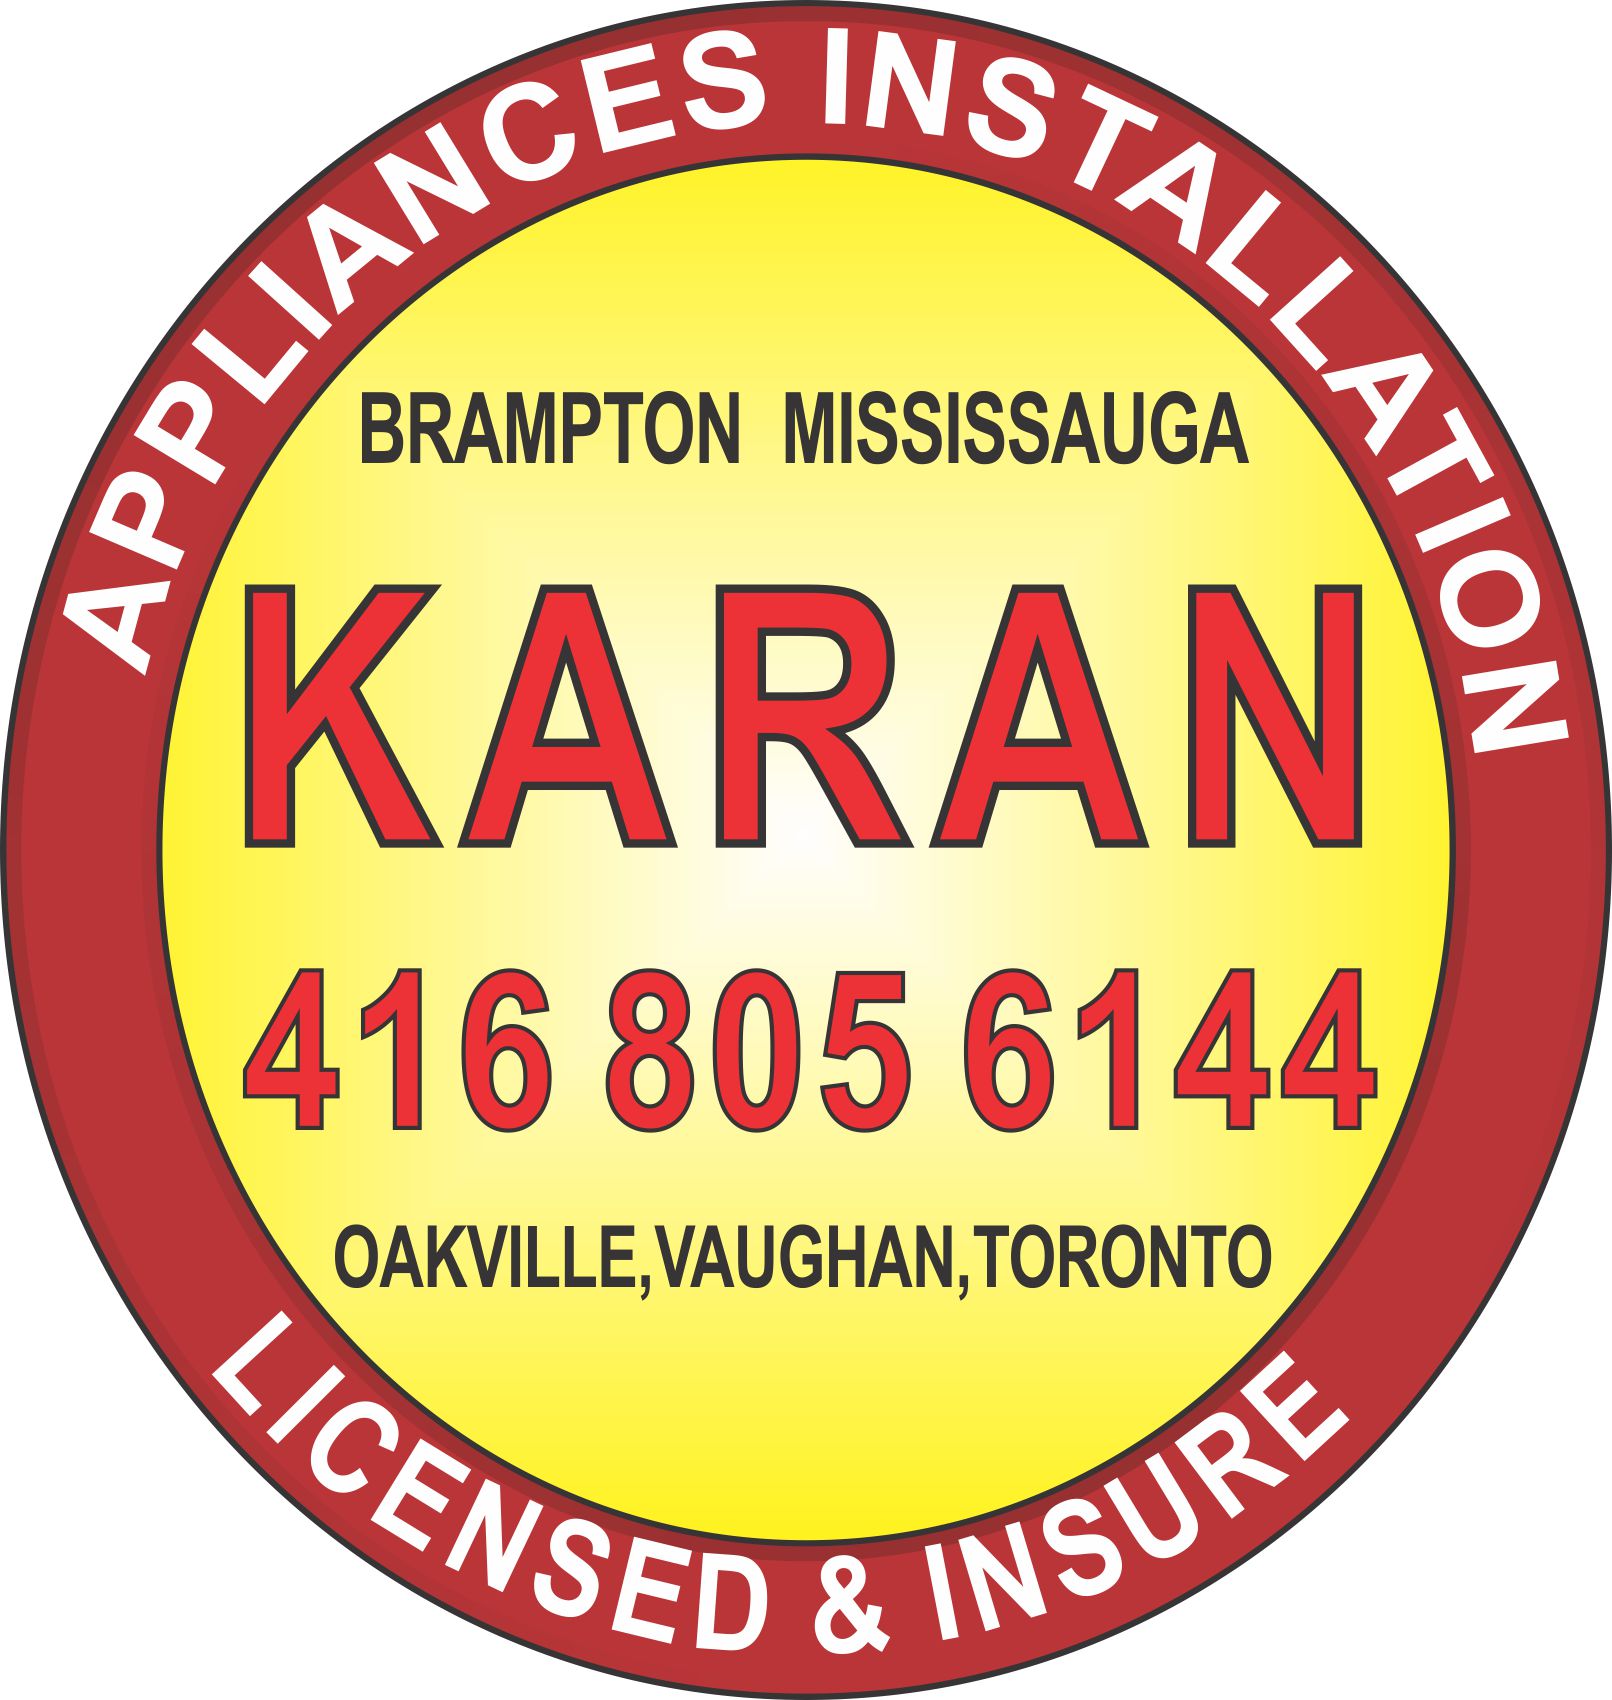 APPLIANCES INSTALLATION
BRAMPTON MISSISSAUGA
KARAN
416 805 6144
OAKVILLE,VAUGHAN,TORONTO
LICENSED & INSURE